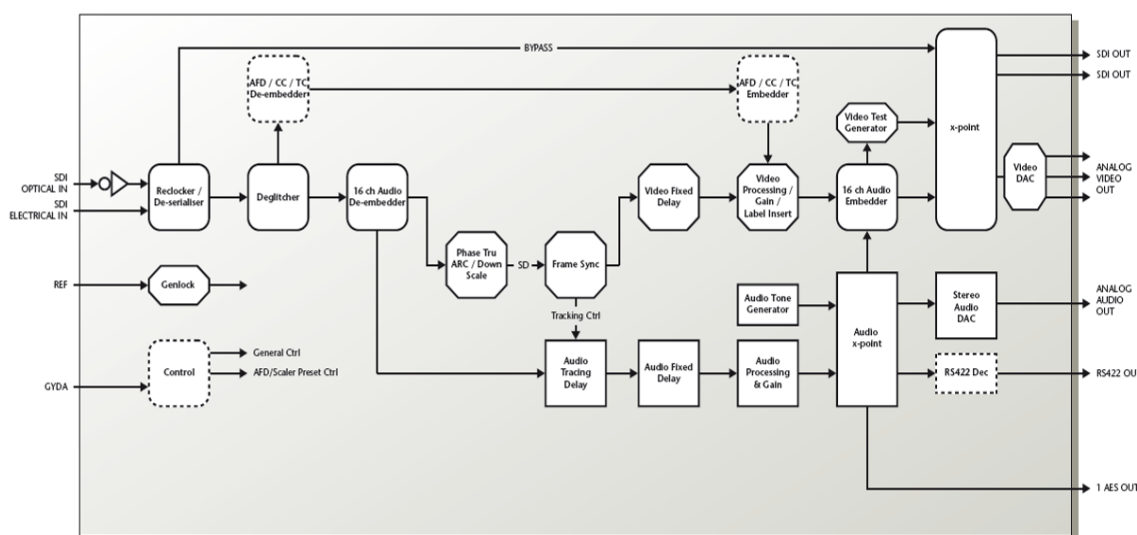 BYPASS
SDI OUT
SDI OUT
AFD / CC / TC
De-embedder
AFD / CC / TC
Embedder
Video Test
Generator
x-point
Video
DAC
ANALOG
VIDEO
OUT
SDI
OPTICAL IN
SDI
ELECTRICAL IN
Reclocker /
De-serialiser
Deglitcher
16 ch Audio
De-embedder
Video Fixed
Delay
Video
Processing /
Gain /
Label Insert
16 ch Audio
Embedder
Phase Tru
ARC / Down
Scale
SD
Frame Sync
REF
Genlock
Tracking Ctrl
Audio Tone
Generator
Audio
x-point
Stereo
Audio
DAC
ANALOG
AUDIO
OUT
GYDA
Control
General Ctrl
AFD/Scaler Preset Ctrl
Audio
Tracing
Delay
Audio Fixed
Delay
Audio
Processing
& Gain
RS422 Dec
RS422 OU
1 AES OUT